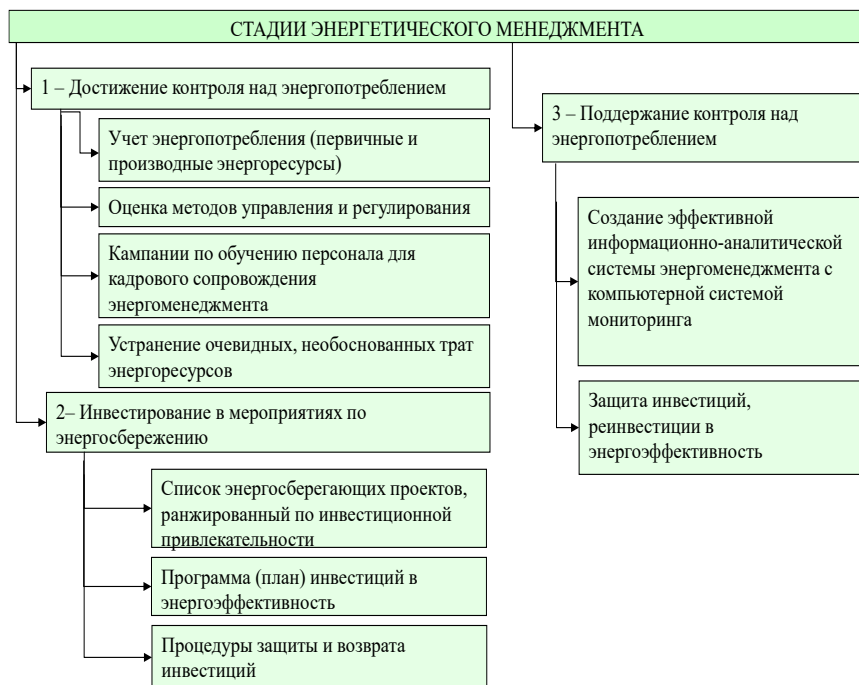 СТАДИИ ЭНЕРГЕТИЧЕСКОГО МЕНЕДЖМЕНТА
1 – Достижение контроля над энергопотреблением
Учет энергопотребления (первичные и
производные энергоресурсы)
Оценка методов управления и регулирования
Кампании по обучению персонала для
кадрового сопровождения
энергоменеджмента
Устранение очевидных, необоснованных трат
энергоресурсов
2– Инвестирование в мероприятиях по
энергосбережению
Список энергосберегающих проектов,
ранжированный по инвестиционной
привлекательности
Программа (план) инвестиций в
энергоэффективность
Процедуры защиты и возврата
инвестиций
3 – Поддержание контроля над
энергопотреблением
Создание эффективной
информационно-аналитической
системы энергоменеджмента с
компьютерной системой
мониторинга
Защита инвестиций,
реинвестиции в
энергоэффективность